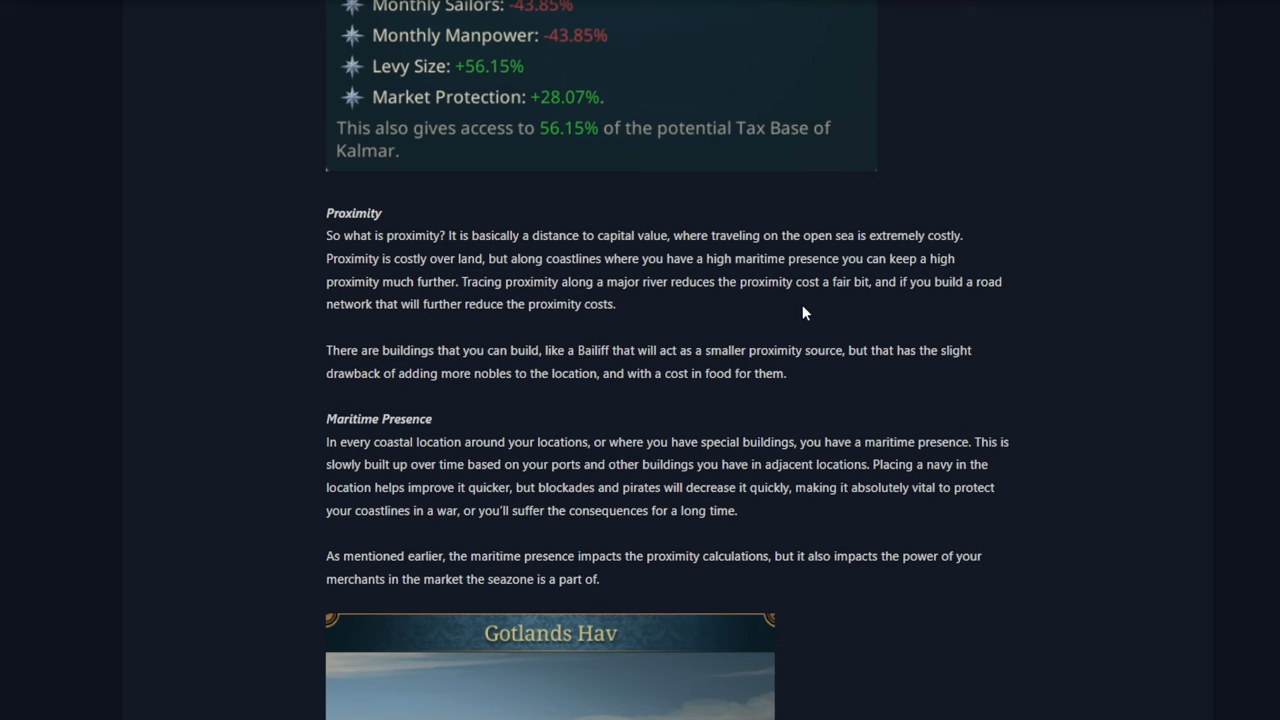 Monthly Sailors: -43.85%
Monthly Manpower: -43.85%
Levy Size: +56.15%
Market Protection: +28.07%.
This also gives access to 56.15% of the potential Tax Base of
Kalmar.
Proximity
So what is proximity? It is basically a distance to capital value, where traveling on the open sea is extremely costly.
Proximity is costly over land, but along coastlines where you have a high maritime presence you can keep a high
proximity much further. Tracing proximity along a major river reduces the proximity cost a fair bit, and if you build a road
network that will further reduce the proximity costs.
There are buildings that you can build, like a Bailiff that will act as a smaller proximity source, but that has the slight
drawback of adding more nobles to the location, and with a cost in food for them.
Maritime Presence
In every coastal location around your locations, or where you have special buildings, you have a maritime presence. This is
slowly built up over time based on your ports and other buildings you have in adjacent locations. Placing a navy in the
location helps improve it quicker, but blockades and pirates will decrease it quickly, making it absolutely vital to protect
your coastlines in a war, or you'll suffer the consequences for a long time.
As mentioned earlier, the maritime presence impacts the proximity calculations, but it also impacts the power of your
merchants in the market the seazone is a part of.
Gotlands Hav